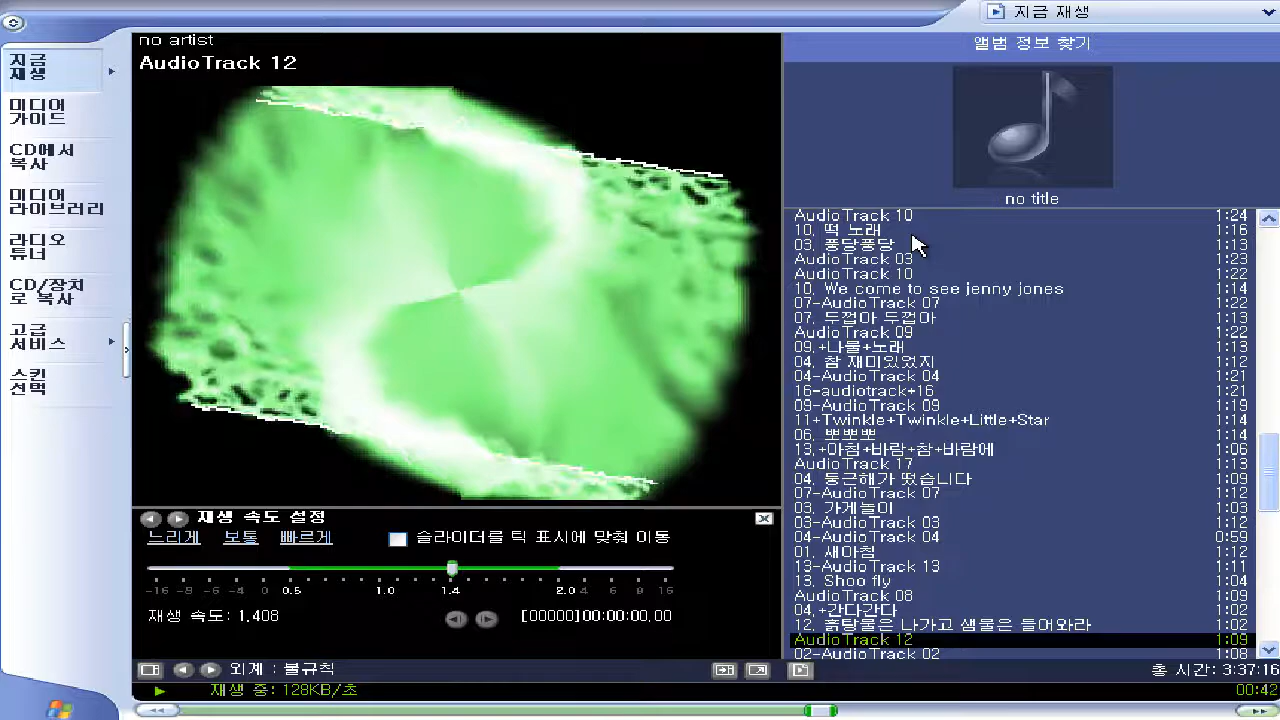 지금 재생
no artist
AudioTrack 12
앨범 정보 찾기
no title
지금
재생
미디어
가이드
CD에서
복사
미디어
라이브러리
라디오
튜너
CD/장치
로 복사
고급
서비스
스킨
선택
AudioTrack 10 1:24
10. 떡 노래 1:16
03. 퐁당퐁당 1:13
AudioTrack 03 1:23
AudioTrack 10 1:22
10. We come to see jenny jones 1:14
07-AudioTrack 07 1:22
07. 두껍아 두껍아 1:13
AudioTrack 09 1:22
09.+나물+노래 1:13
04. 참 재미있었지 1:12
04-AudioTrack 04 1:21
16-audiotrack+16 1:21
09-AudioTrack 09 1:19
11+Twinkle+Twinkle+Little+Star 1:14
06. 뽀뽀뽀 1:14
13.+아침+바람+참+바람에 1:06
AudioTrack 17 1:13
04. 둥근해가 떴습니다 1:09
07-AudioTrack 07 1:12
03. 가게놀이 1:03
03-AudioTrack 03 1:12
04-AudioTrack 04 0:59
01. 새아침 1:12
13-AudioTrack 13 1:11
13. Shoo fly 1:04
AudioTrack 08 1:09
04.+간다간다 1:02
12. 흙탕물은 나가고 샘물은 들어와라 1:02
AudioTrack 12 1:09
02-AudioTrack 02 1:08
재생 속도 설정
느리게 보통 빠르게 슬라이더를 틱 표시에 맞춰 이동
-16 -9 -6 -4 0 0.5 1.0 1.4 2.0 4 6 9 16
재생 속도: 1.408 [00000]00:00:00.00
외계 : 불규칙
총 시간: 3:37:16
재생 중: 128KB/초 00:42